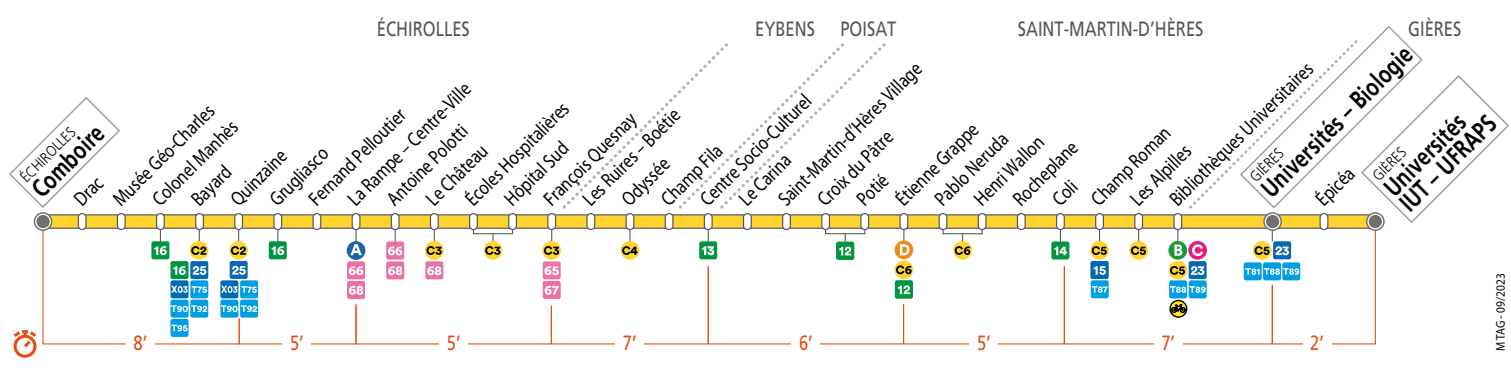 ÉCHIROLLES
EYBENS
POISAT
SAINT-MARTIN-D'HÈRES
GIÈRES
ÉCHIROLLES
Comboire
Drac
Musée Géo-Charles
Colonel Manhès
Bayard
Quinzaine
Grugliasco
Fernand Pelloutier
La Rampe – Centre-Ville
Antoine Polotti
Le Château
Écoles Hospitalières
Hôpital Sud
François Quesnay
Les Ruires – Boétie
Odyssée
Champ Fila
Centre Socio-Culturel
Le Carina
Saint-Martin-d'Hères Village
Croix du Pâtre
Potié
Étienne Grappe
Pablo Neruda
Henri Wallon
Rocheplane
Coli
Champ Roman
Les Alpilles
Bibliothèques Universitaires
GIÈRES
Universités – Biologie
Épicéa
GIÈRES
Universités
IUT – UFRAPS
16
16
X03
T90
T95
C2
25
T75
T92
C2
25
X03 T75
T90 T92
16
A
66
68
66
68
C3
68
C3
C3
65
67
C4
13
12
D
C6
12
C6
14
C5
15
T87
C5
B C
C5 23
T88 T89
C5 23
T81 T88 T89
8'
5'
5'
7'
6'
5'
7'
2'
M TAG - 09/2023